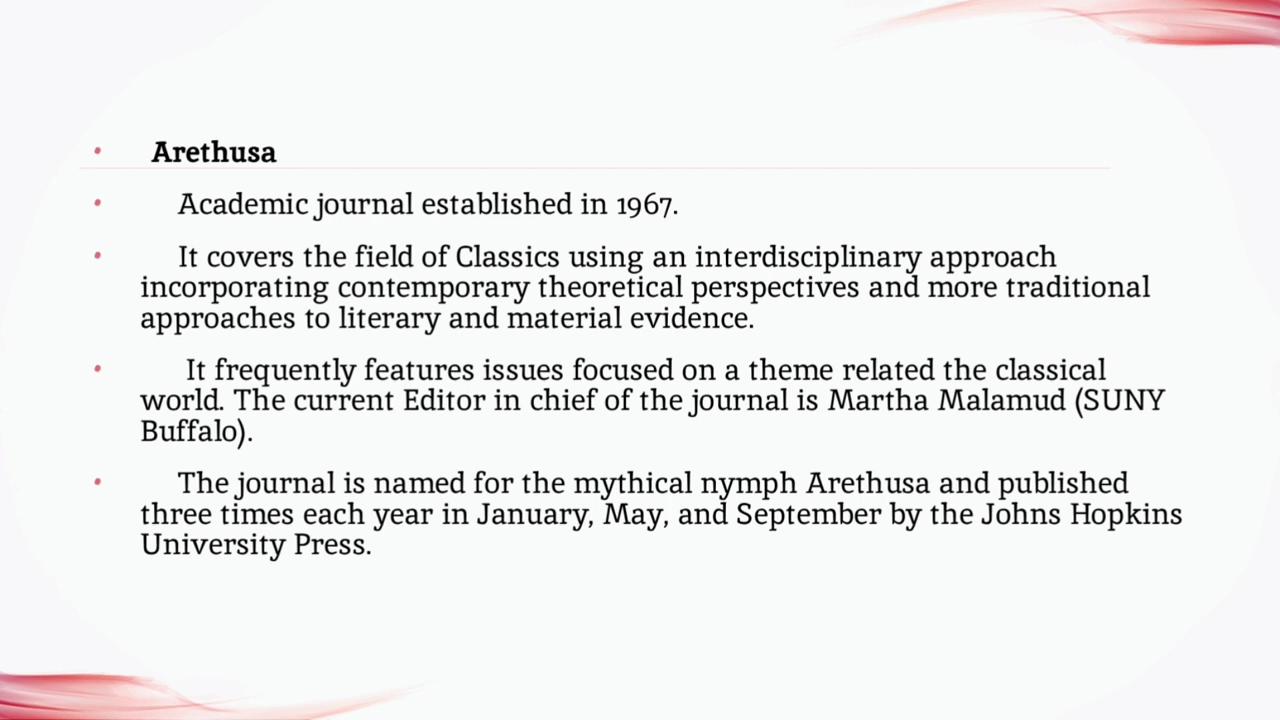 • Arethusa
• Academic journal established in 1967.
• It covers the field of Classics using an interdisciplinary approach
incorporating contemporary theoretical perspectives and more traditional
approaches to literary and material evidence.
• It frequently features issues focused on a theme related the classical
world. The current Editor in chief of the journal is Martha Malamud (SUNY
Buffalo).
• The journal is named for the mythical nymph Arethusa and published
three times each year in January, May, and September by the Johns Hopkins
University Press.